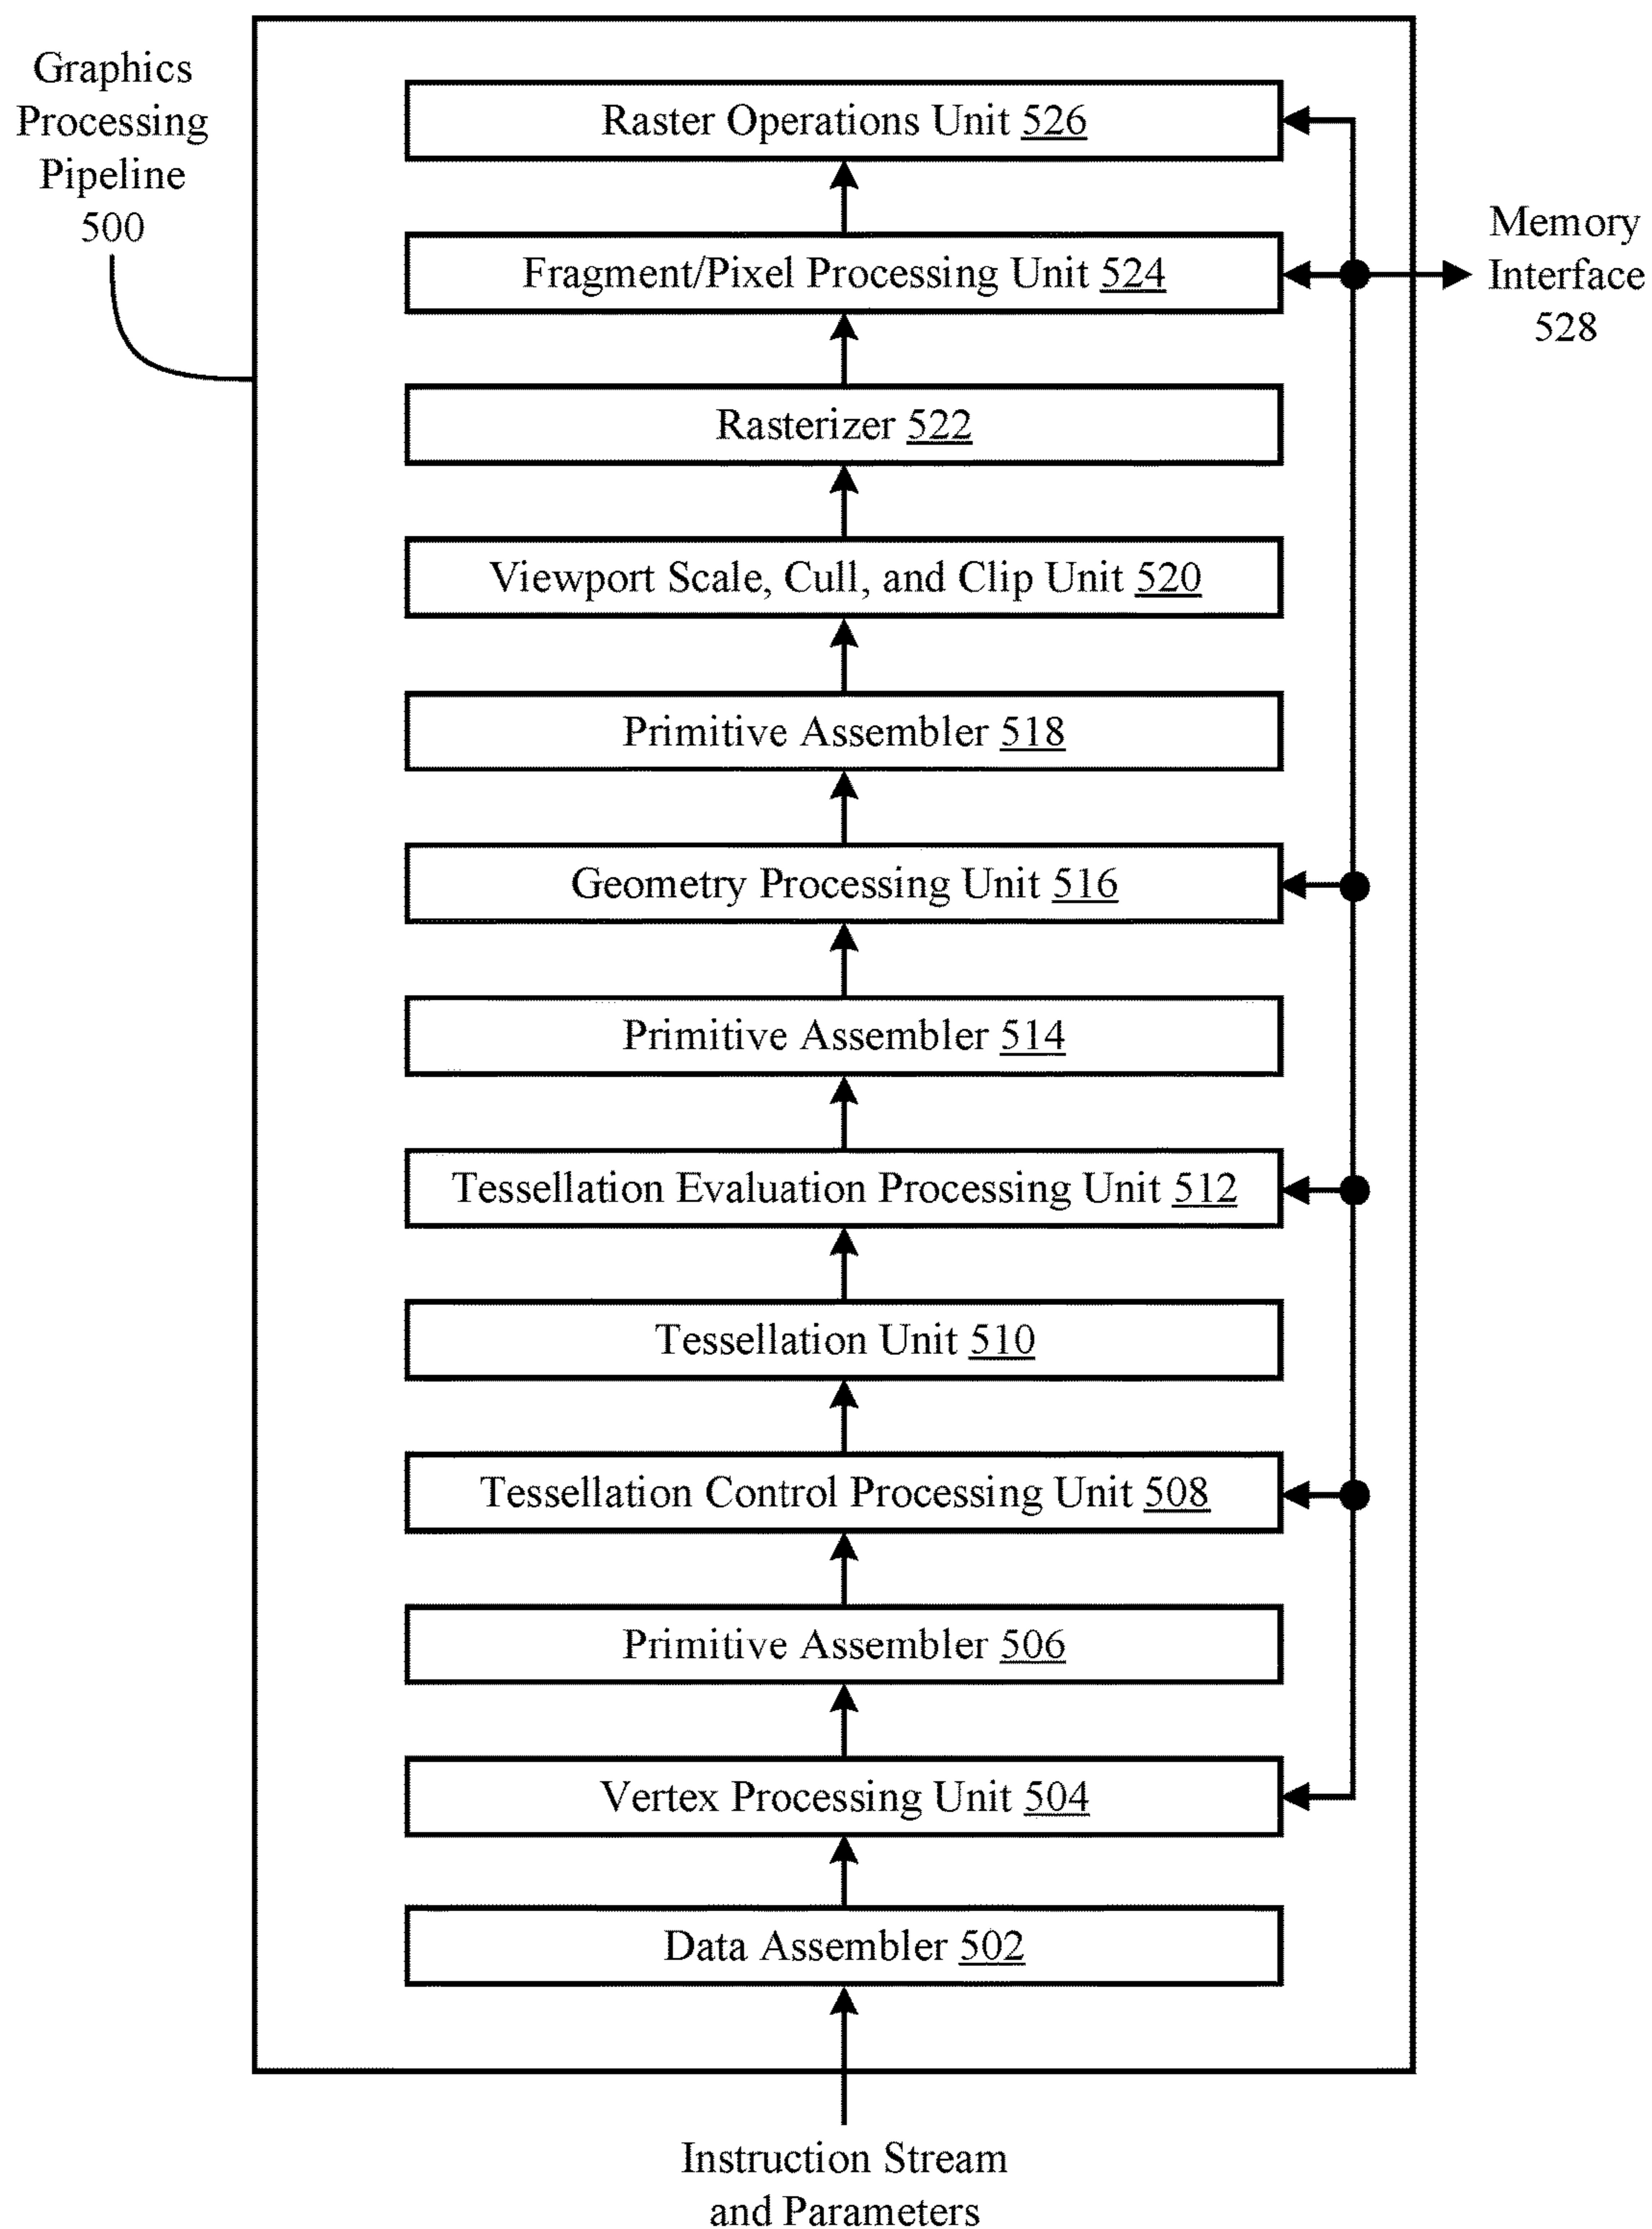 Graphics
Processing
Pipeline
500
Raster Operations Unit 526
Fragment/Pixel Processing Unit 524
Memory
Interface
528
Rasterizer 522
Viewport Scale, Cull, and Clip Unit 520
Primitive Assembler 518
Geometry Processing Unit 516
Primitive Assembler 514
Tessellation Evaluation Processing Unit 512
Tessellation Unit 510
Tessellation Control Processing Unit 508
Primitive Assembler 506
Vertex Processing Unit 504
Data Assembler 502
Instruction Stream
and Parameters